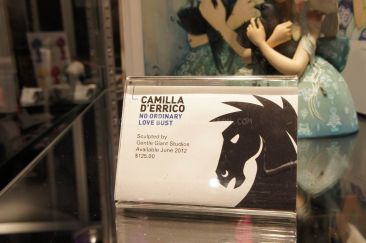 CAMILLA
D'ERRICO
NO ORDINARY
LOVE BUST
Sculpted by
Gentle Giant Studios
Available June 2012
$125.00